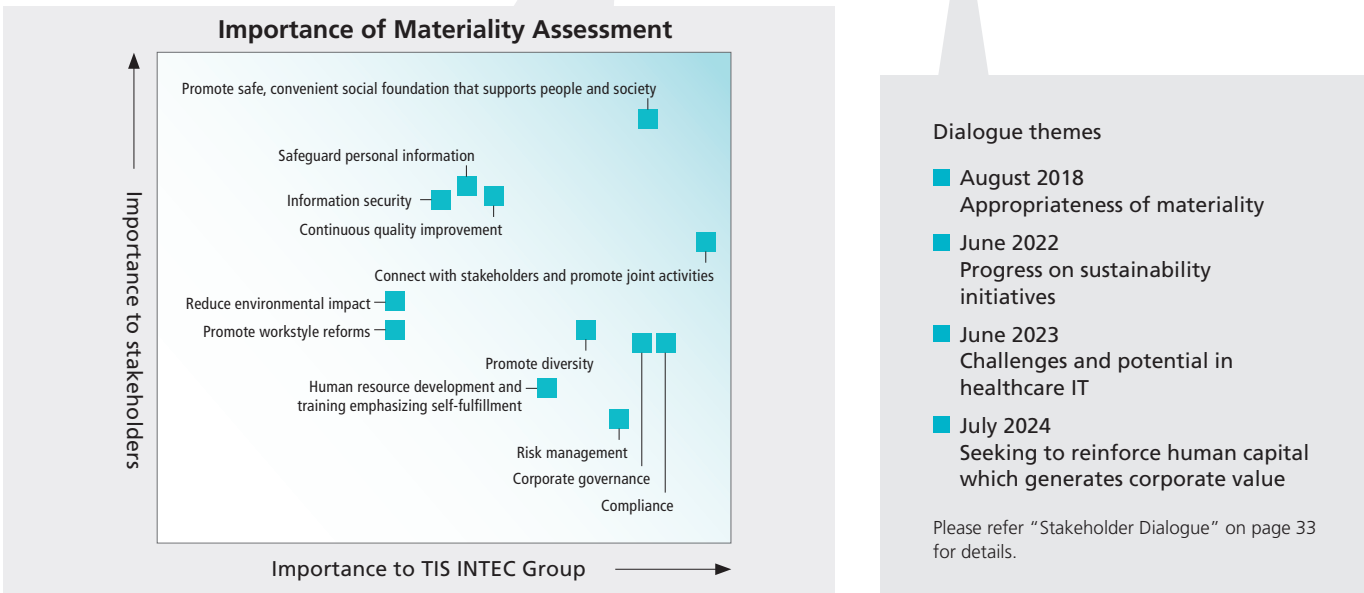 Importance of Materiality Assessment
Importance to stakeholders
Promote safe, convenient social foundation that supports people and society
Safeguard personal information
Information security
Continuous quality improvement
Connect with stakeholders and promote joint activities
Reduce environmental impact
Promote workstyle reforms
Promote diversity
Human resource development and
training emphasizing self-fulfillment
Risk management
Corporate governance
Compliance
Importance to TIS INTEC Group
Dialogue themes
August 2018
Appropriateness of materiality
June 2022
Progress on sustainability
initiatives
June 2023
Challenges and potential in
healthcare IT
July 2024
Seeking to reinforce human capital
which generates corporate value
Please refer “Stakeholder Dialogue” on page 33
for details.